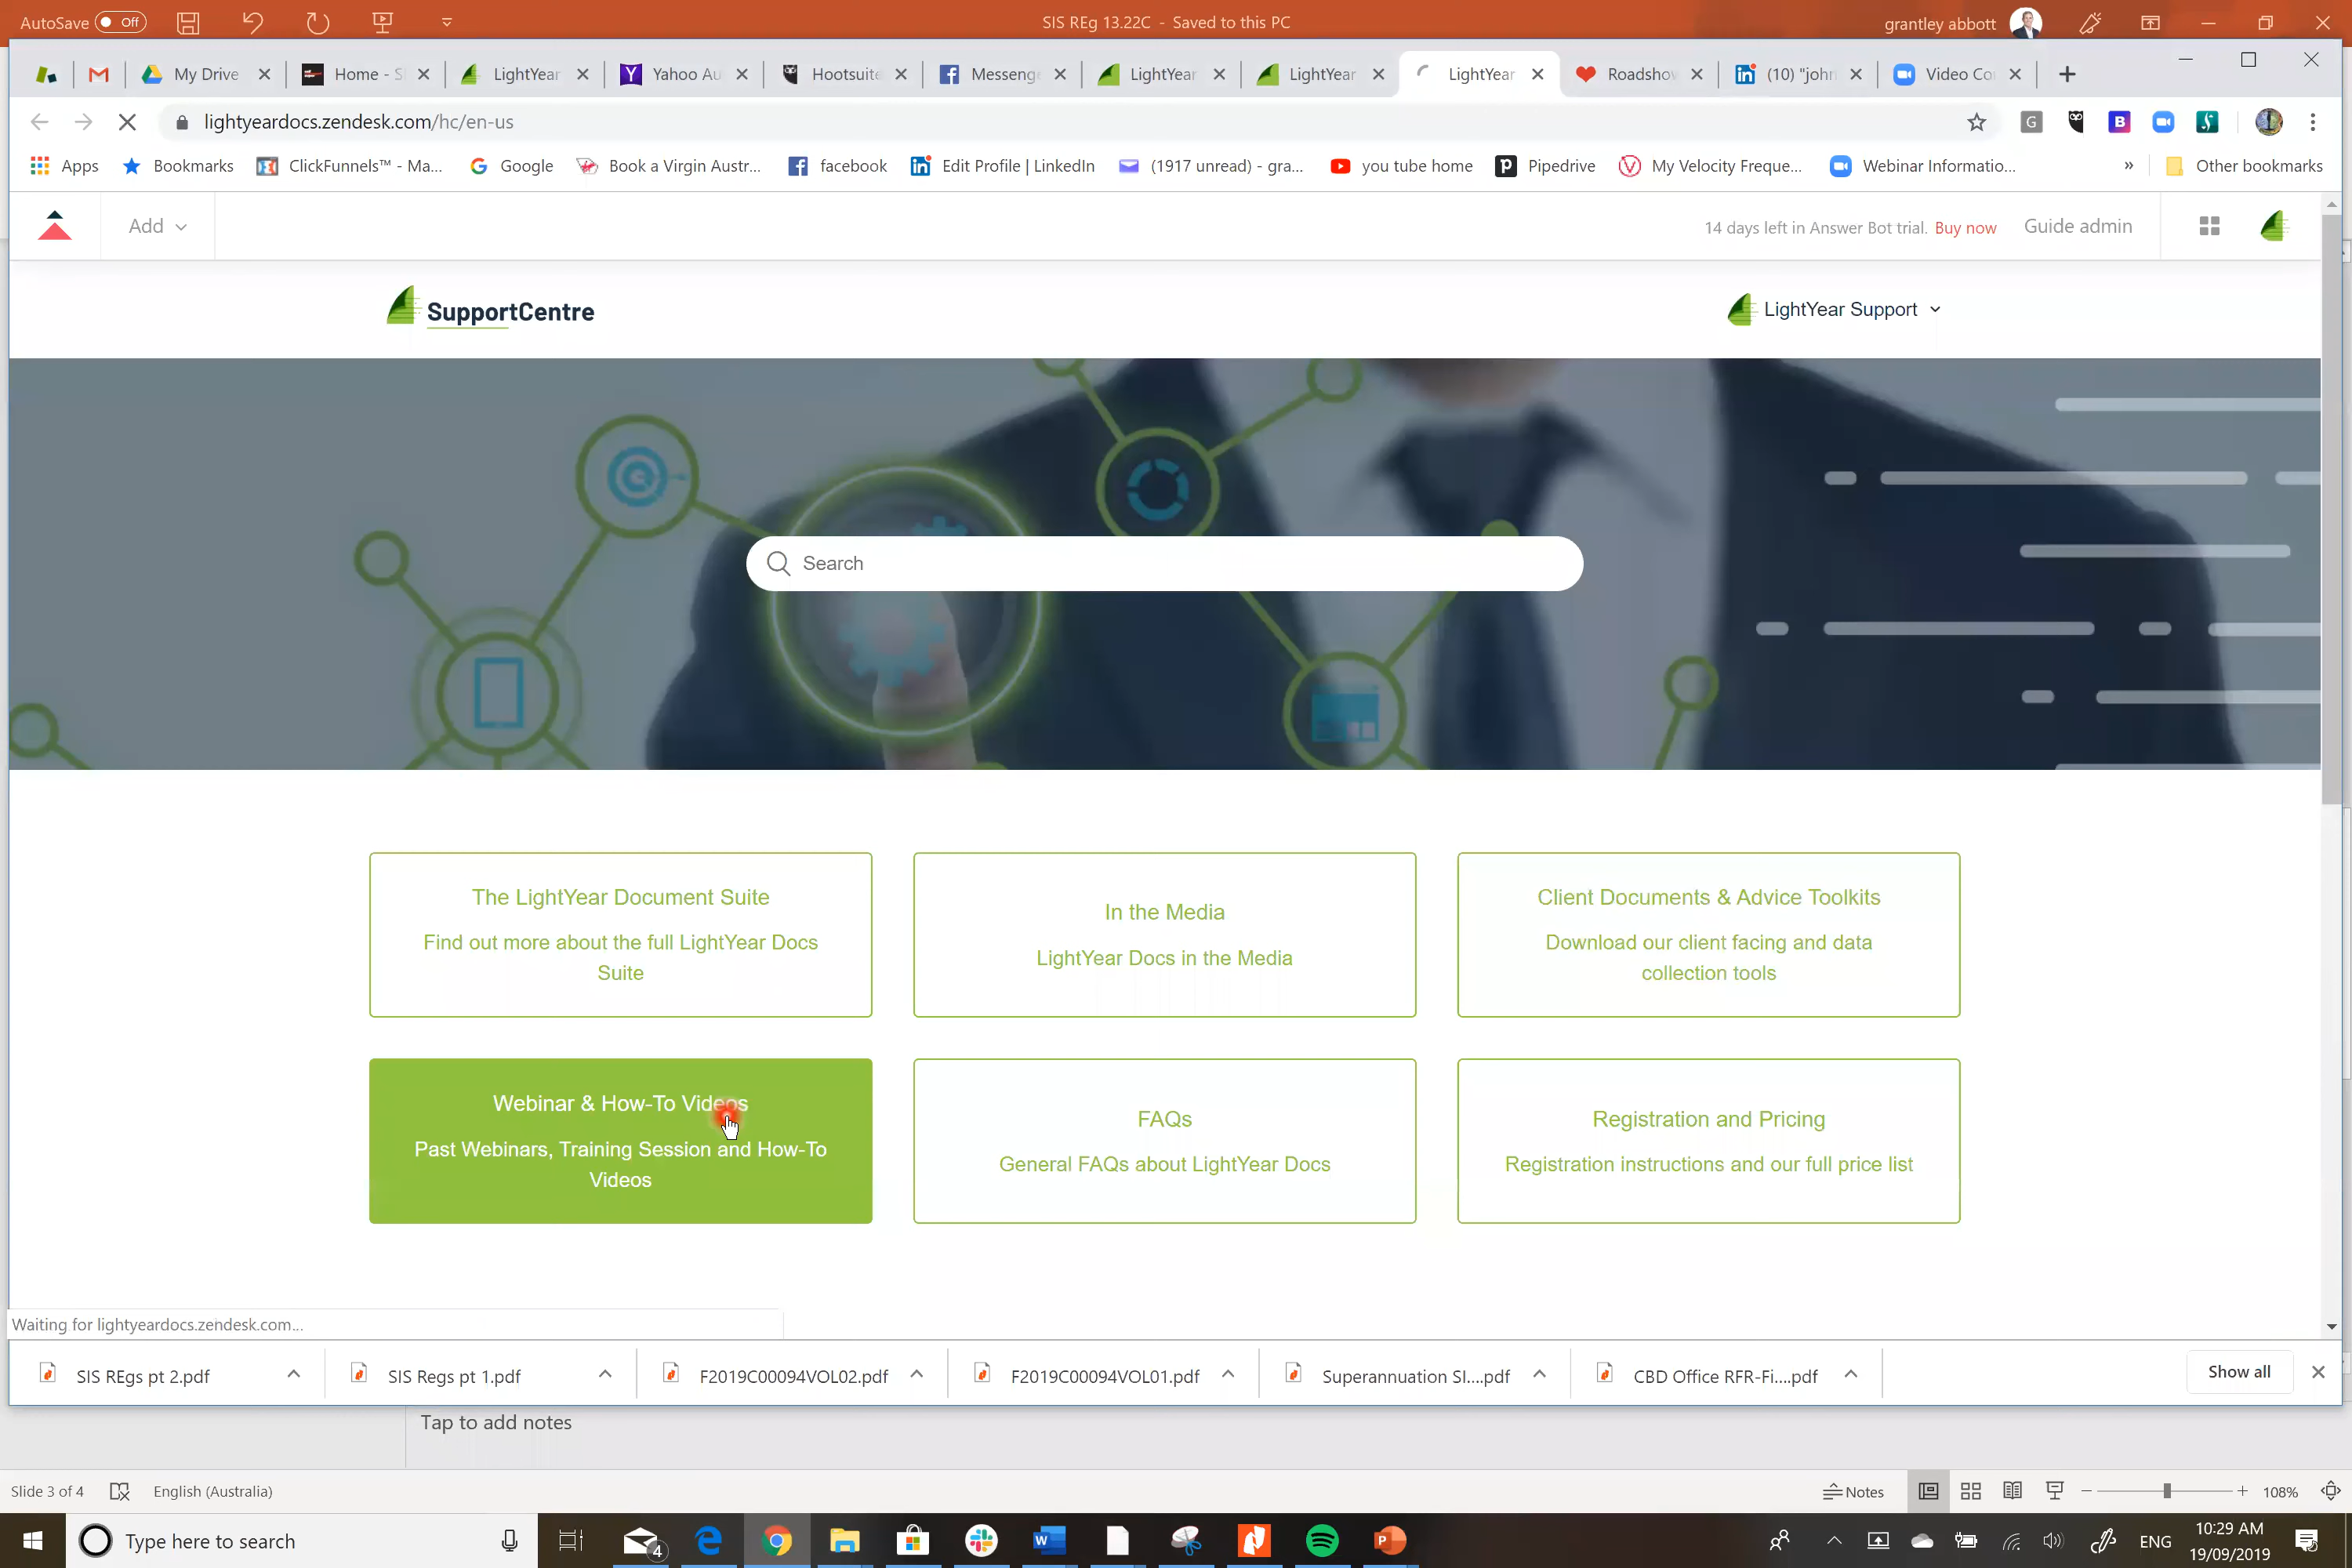 AutoSave Off
SIS REg 13.22C - Saved to this PC
grantley abbott
My Drive
Home - S
LightYear
Yahoo Au
Hootsuite
Messenge
LightYear
LightYear
LightYear
Roadshov
(10) "john
Video Co
lightyeardocs.zendesk.com/hc/en-us
G
B
Apps
Bookmarks
ClickFunnels™ - Ma...
Google
Book a Virgin Austr...
facebook
Edit Profile | LinkedIn
(1917 unread) - gra...
you tube home
Pipedrive
My Velocity Freque...
Webinar Informatio...
»
Other bookmarks
Add
14 days left in Answer Bot trial. Buy now
Guide admin
SupportCentre
LightYear Support
Search
The LightYear Document Suite
Find out more about the full LightYear Docs
Suite
In the Media
LightYear Docs in the Media
Client Documents & Advice Toolkits
Download our client facing and data
collection tools
Webinar & How-To Videos
Past Webinars, Training Session and How-To
Videos
FAQs
General FAQs about LightYear Docs
Registration and Pricing
Registration instructions and our full price list
Waiting for lightyeardocs.zendesk.com...
SIS REgs pt 2.pdf
SIS Regs pt 1.pdf
F2019C00094VOL02.pdf
F2019C00094VOL01.pdf
Superannuation SI....pdf
CBD Office RFR-Fi....pdf
Show all
Tap to add notes
Slide 3 of 4
English (Australia)
Notes
108%
Type here to search
4
ENG
10:29 AM
19/09/2019